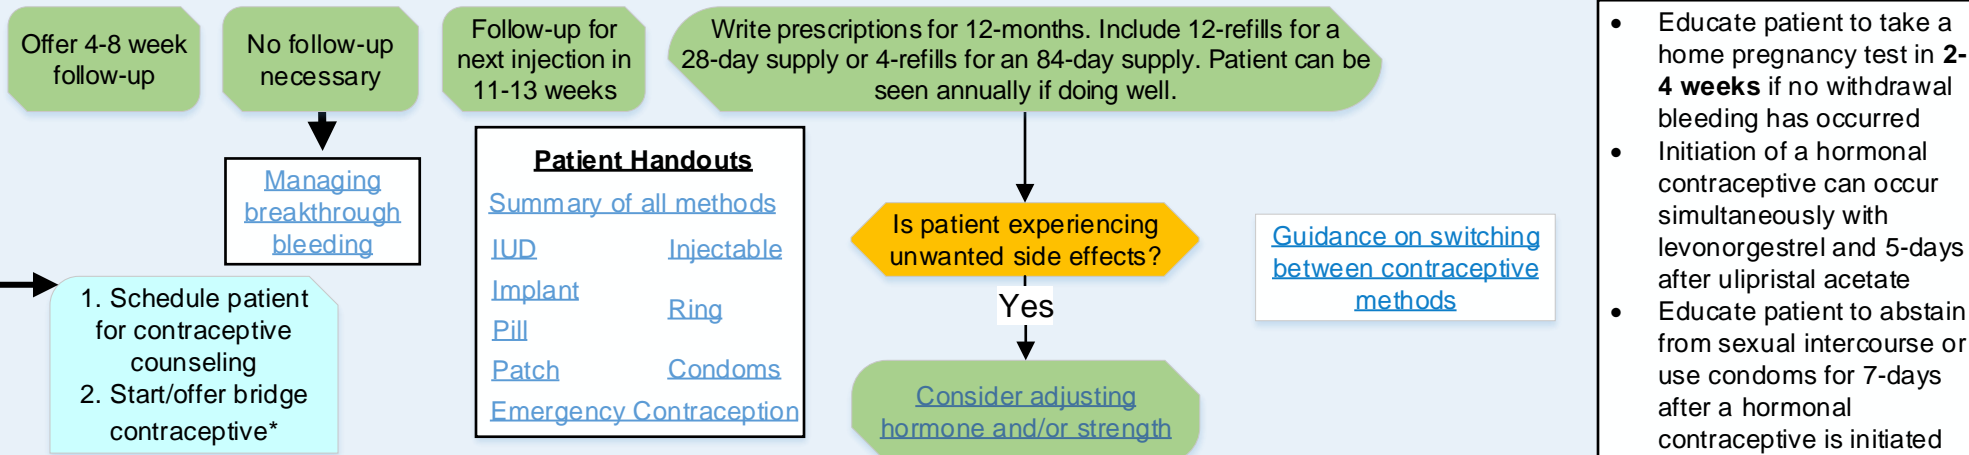 Offer 4-8 week
follow-up
No follow-up
necessary
Follow-up for
next injection in
11-13 weeks
Write prescriptions for 12-months. Include 12-refills for a
28-day supply or 4-refills for an 84-day supply. Patient can be
seen annually if doing well.
Managing
breakthrough
bleeding
1. Schedule patient
for contraceptive
counseling
2. Start/offer bridge
contraceptive*
Patient Handouts
Summary of all methods
IUD
Injectable
Implant
Ring
Pill
Patch
Condoms
Emergency Contraception
Is patient experiencing
unwanted side effects?
Yes
Consider adjusting
hormone and/or strength
Guidance on switching
between contraceptive
methods
• Educate patient to take a
home pregnancy test in 2-
4 weeks if no withdrawal
bleeding has occurred
• Initiation of a hormonal
contraceptive can occur
simultaneously with
levonorgestrel and 5-days
after ulipristal acetate
• Educate patient to abstain
from sexual intercourse or
use condoms for 7-days
after a hormonal
contraceptive is initiated